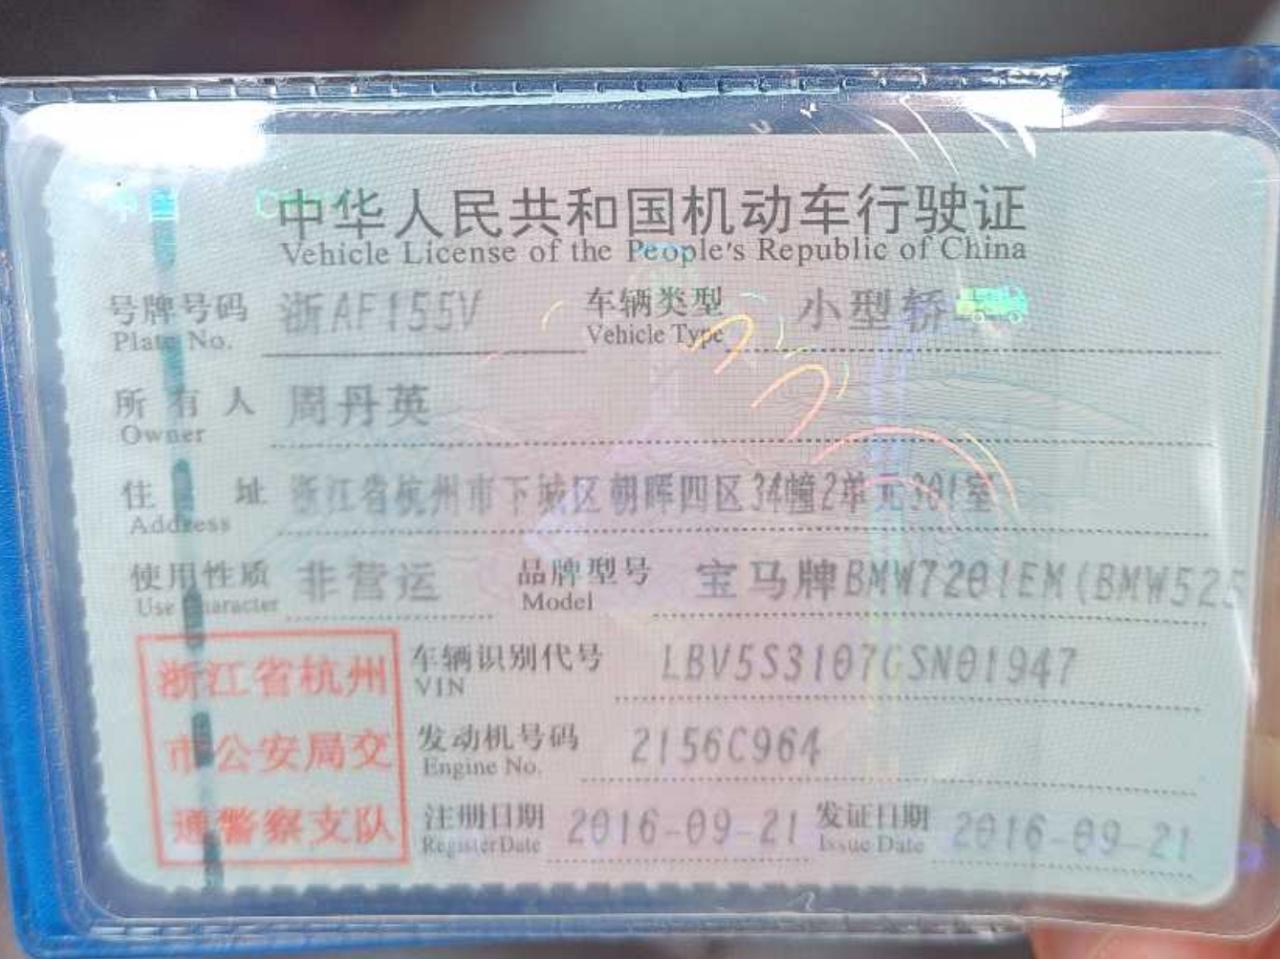 中华人民共和国机动车行驶证
Vehicle License of the People's Republic of China
号牌号码 浙AF155V 车辆类型 小型轿车
Plate No. Vehicle Type
所有人 周丹英
Owner
住址 浙江省杭州市下城区朝晖四区34幢2单元301室
Address
使用性质 非营运 品牌型号 宝马牌BMW7201EM(BMW525
Use Character Model
浙江省杭州
市公安局交
通警察支队
车辆识别代号 LBV5S3107GSN01947
VIN
发动机号码 2156C964
Engine No.
注册日期 2016-09-21 发证日期 2016-09-21
Register Date Issue Date